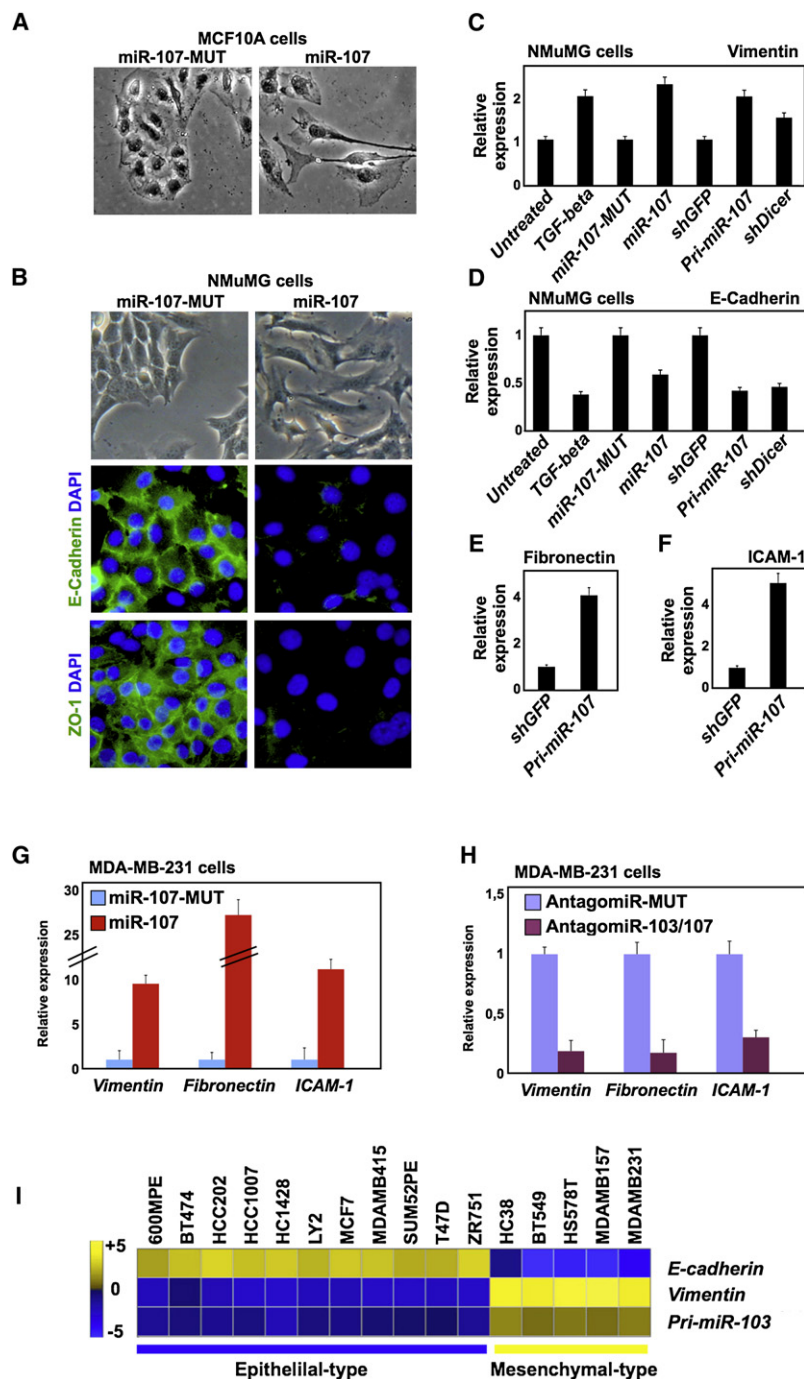 A
MCF10A cells
miR-107-MUT miR-107
B
NMuMG cells
miR-107-MUT miR-107
E-Cadherin DAPI
ZO-1 DAPI
C
NMuMG cells Vimentin
Relative expression
2
1
0
Untreated
TGF-beta
miR-107-MUT
miR-107
shGFP
Pri-miR-107
shDicer
D
NMuMG cells E-Cadherin
Relative expression
1
0.5
0
Untreated
TGF-beta
miR-107-MUT
miR-107
shGFP
Pri-miR-107
shDicer
E
Fibronectin
Relative expression
4
2
0
shGFP
Pri-miR-107
F
ICAM-1
Relative expression
4
2
0
shGFP
Pri-miR-107
G
MDA-MB-231 cells
miR-107-MUT
miR-107
Relative expression
30
25
10
5
0
Vimentin Fibronectin ICAM-1
H
MDA-MB-231 cells
AntagomiR-MUT
AntagomiR-103/107
Relative expression
1,5
1
0,5
0
Vimentin Fibronectin ICAM-1
I
600MPE
BT474
HCC202
HCC1007
HC1428
LY2
MCF7
MDAMB415
SUM52PE
T47D
ZR751
HC38
BT549
HS578T
MDAMB157
MDAMB231
+5
0
-5
E-cadherin
Vimentin
Pri-miR-103
Epithelilal-type Mesenchymal-type